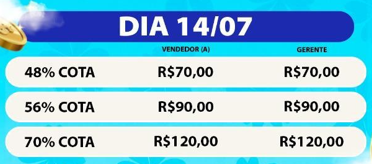 DIA 14/07
VENDEDOR (A) GERENTE
48% COTA R$70,00 R$70,00
56% COTA R$90,00 R$90,00
70% COTA R$120,00 R$120,00